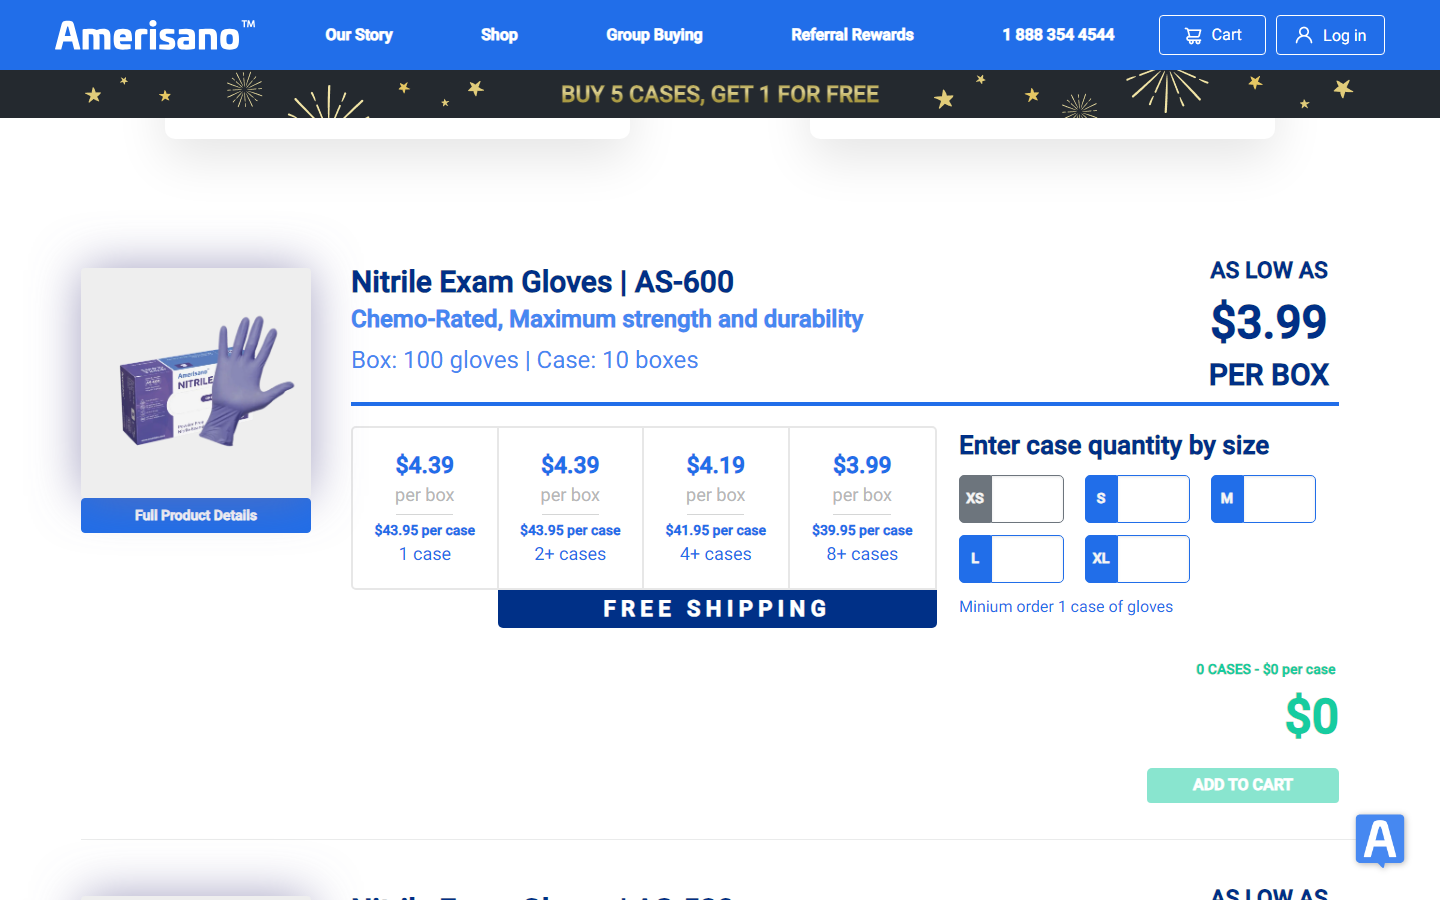 Amerisano™
Our Story
Shop
Group Buying
Referral Rewards
1 888 354 4544
Cart
Log in
BUY 5 CASES, GET 1 FOR FREE
Amerisano
NITRILE
Full Product Details
Nitrile Exam Gloves | AS-600
Chemo-Rated, Maximum strength and durability
Box: 100 gloves | Case: 10 boxes
AS LOW AS
$3.99
PER BOX
$4.39
per box
$43.95 per case
1 case
$4.39
per box
$43.95 per case
2+ cases
$4.19
per box
$41.95 per case
4+ cases
$3.99
per box
$39.95 per case
8+ cases
FREE SHIPPING
Enter case quantity by size
XS
S
M
L
XL
Minium order 1 case of gloves
0 CASES - $0 per case
$0
ADD TO CART
A
AS LOW AS